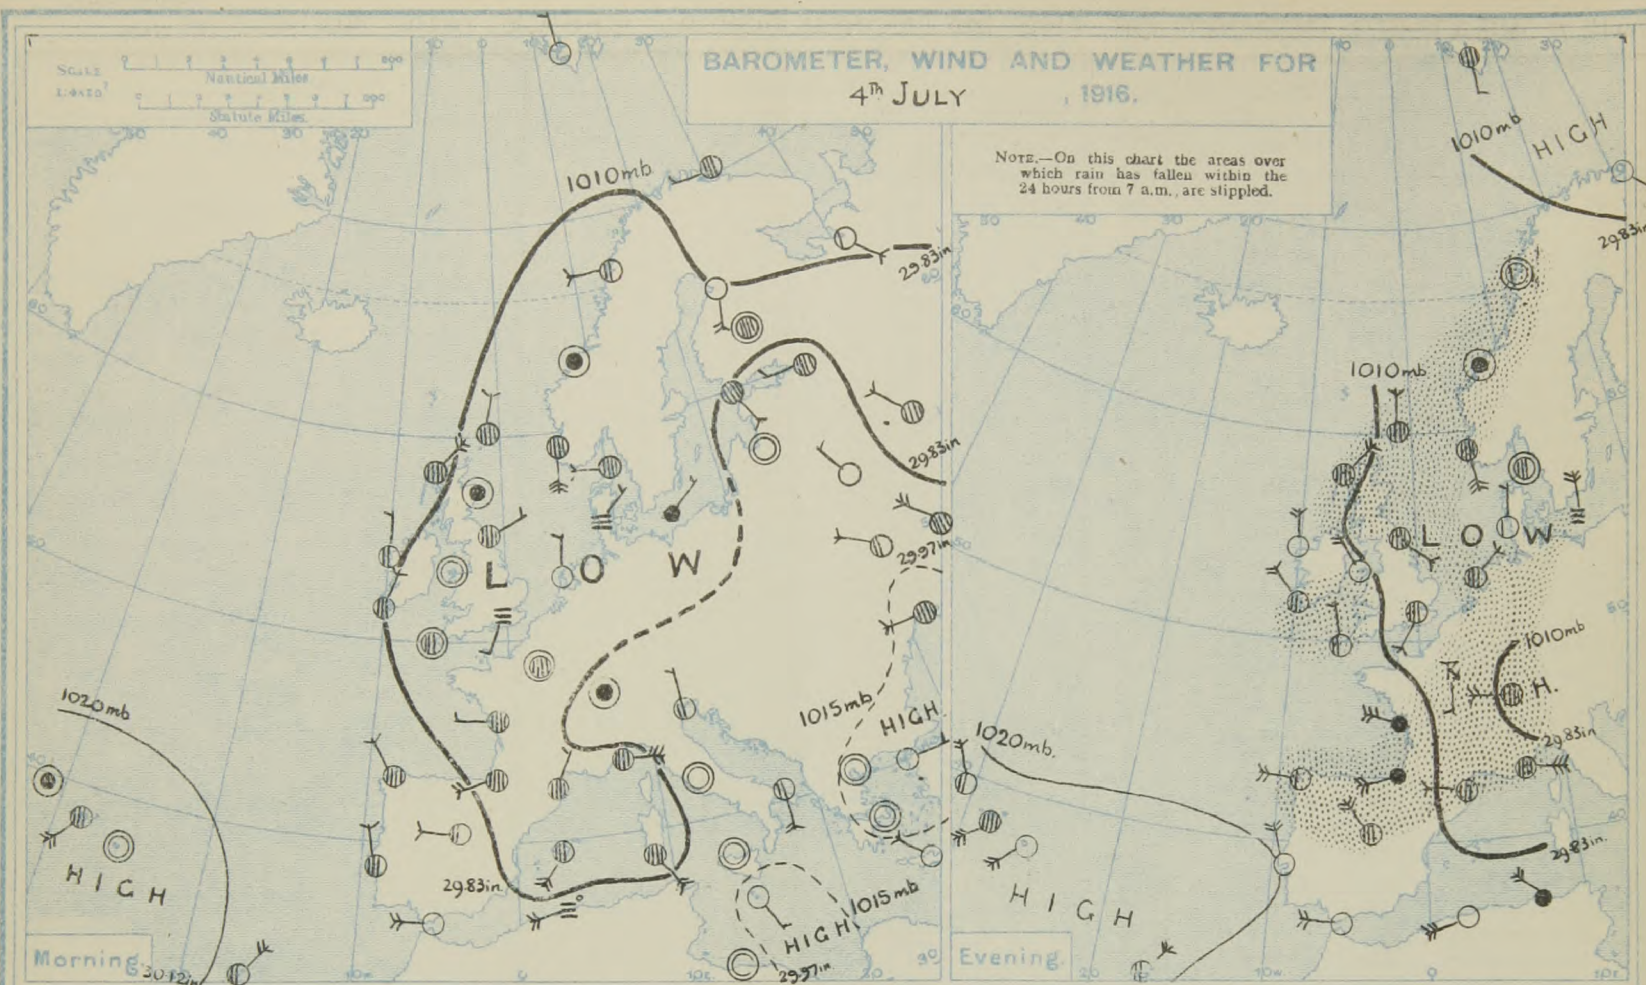 BAROMETER, WIND AND WEATHER FOR
4TH JULY , 1916.
NOTE.—On this chart the areas over
which rain has fallen within the
24 hours from 7 a.m., are stippled.
Nautical Miles
Statute Miles.
1010mb
29.83in
29.83in
29.97in
LOW
1020mb
1015mb
HIGH
29.83in.
HIGH
1015mb
HIGH
29.97in
30.12in
Morning.
1010mb
HIGH
29.83in
1010mb
LOW
1010mb
H.
29.83in
1020mb.
29.83in
HIGH
Evening.